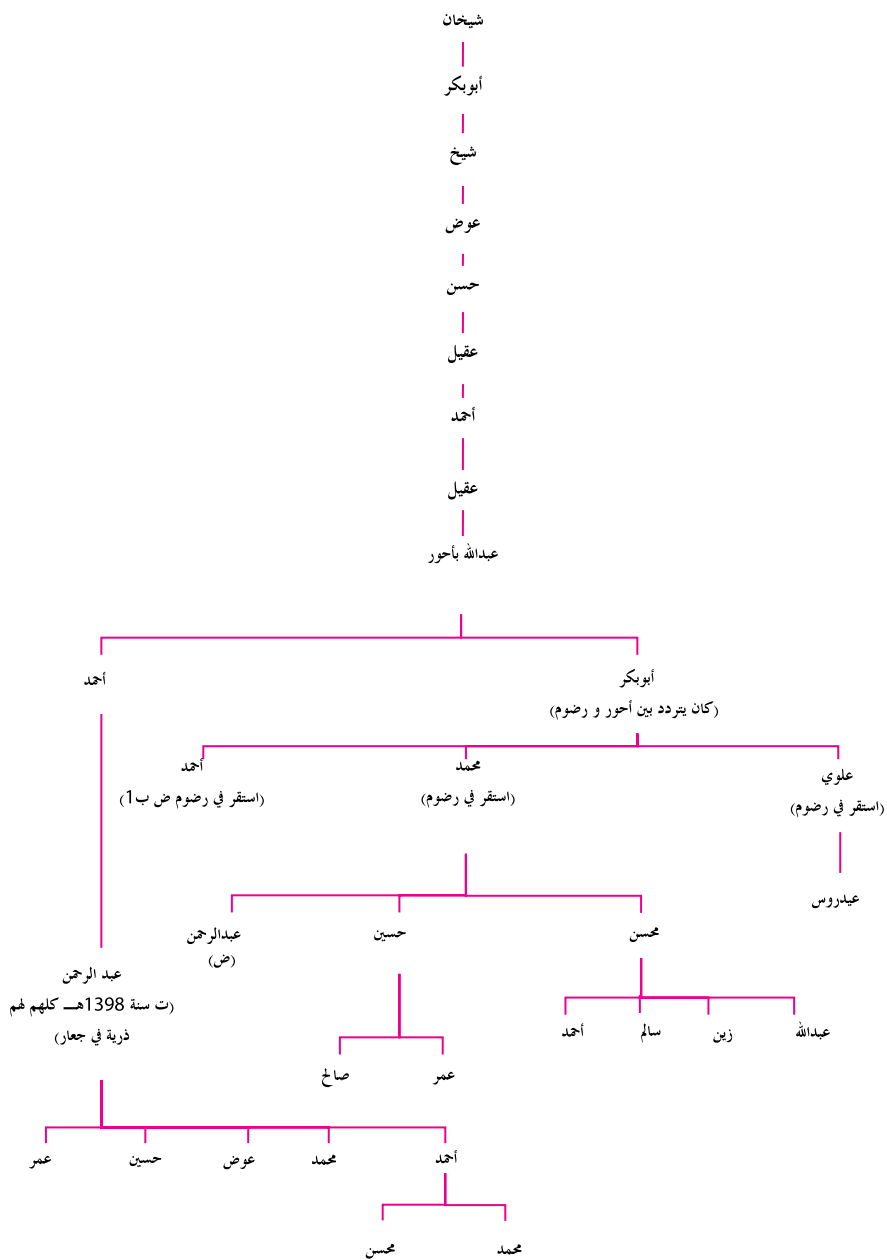 شيخان
أبوبكر
شيخ
عوض
حسن
عقيل
أحمد
عقيل
عبدالله بأحور
أبوبكر
(كان يتردد بين أحور و رضوم)
أحمد
علوي
(استقر في رضوم)
محمد
(استقر في رضوم)
أحمد
(استقر في رضوم ض ب1)
عيدروس
محسن
حسين
عبدالرحمن
(ض)
عبد الرحمن
(ت سنة 1398هـــ كلهم لهم
ذرية في جعار)
عبدالله
زين
سالم
أحمد
عمر
صالح
أحمد
محمد
عوض
حسين
عمر
محمد
محسن